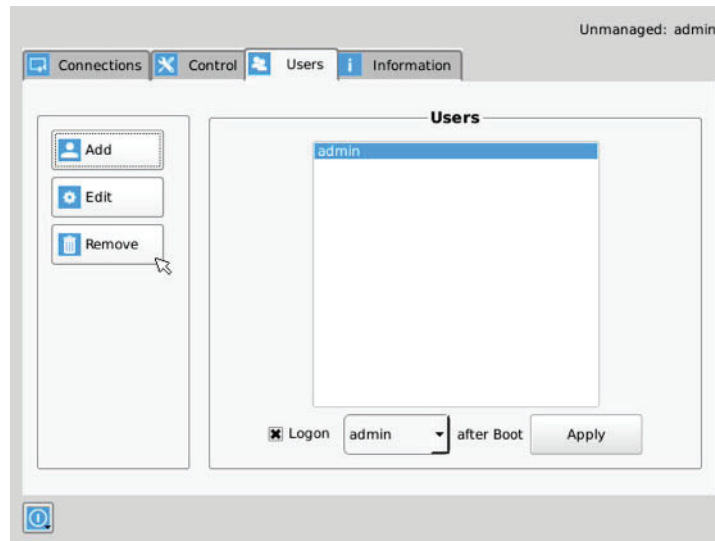 Unmanaged: admin
Connections Control Users Information
Users
Add
Edit
Remove
admin
Logon admin after Boot Apply